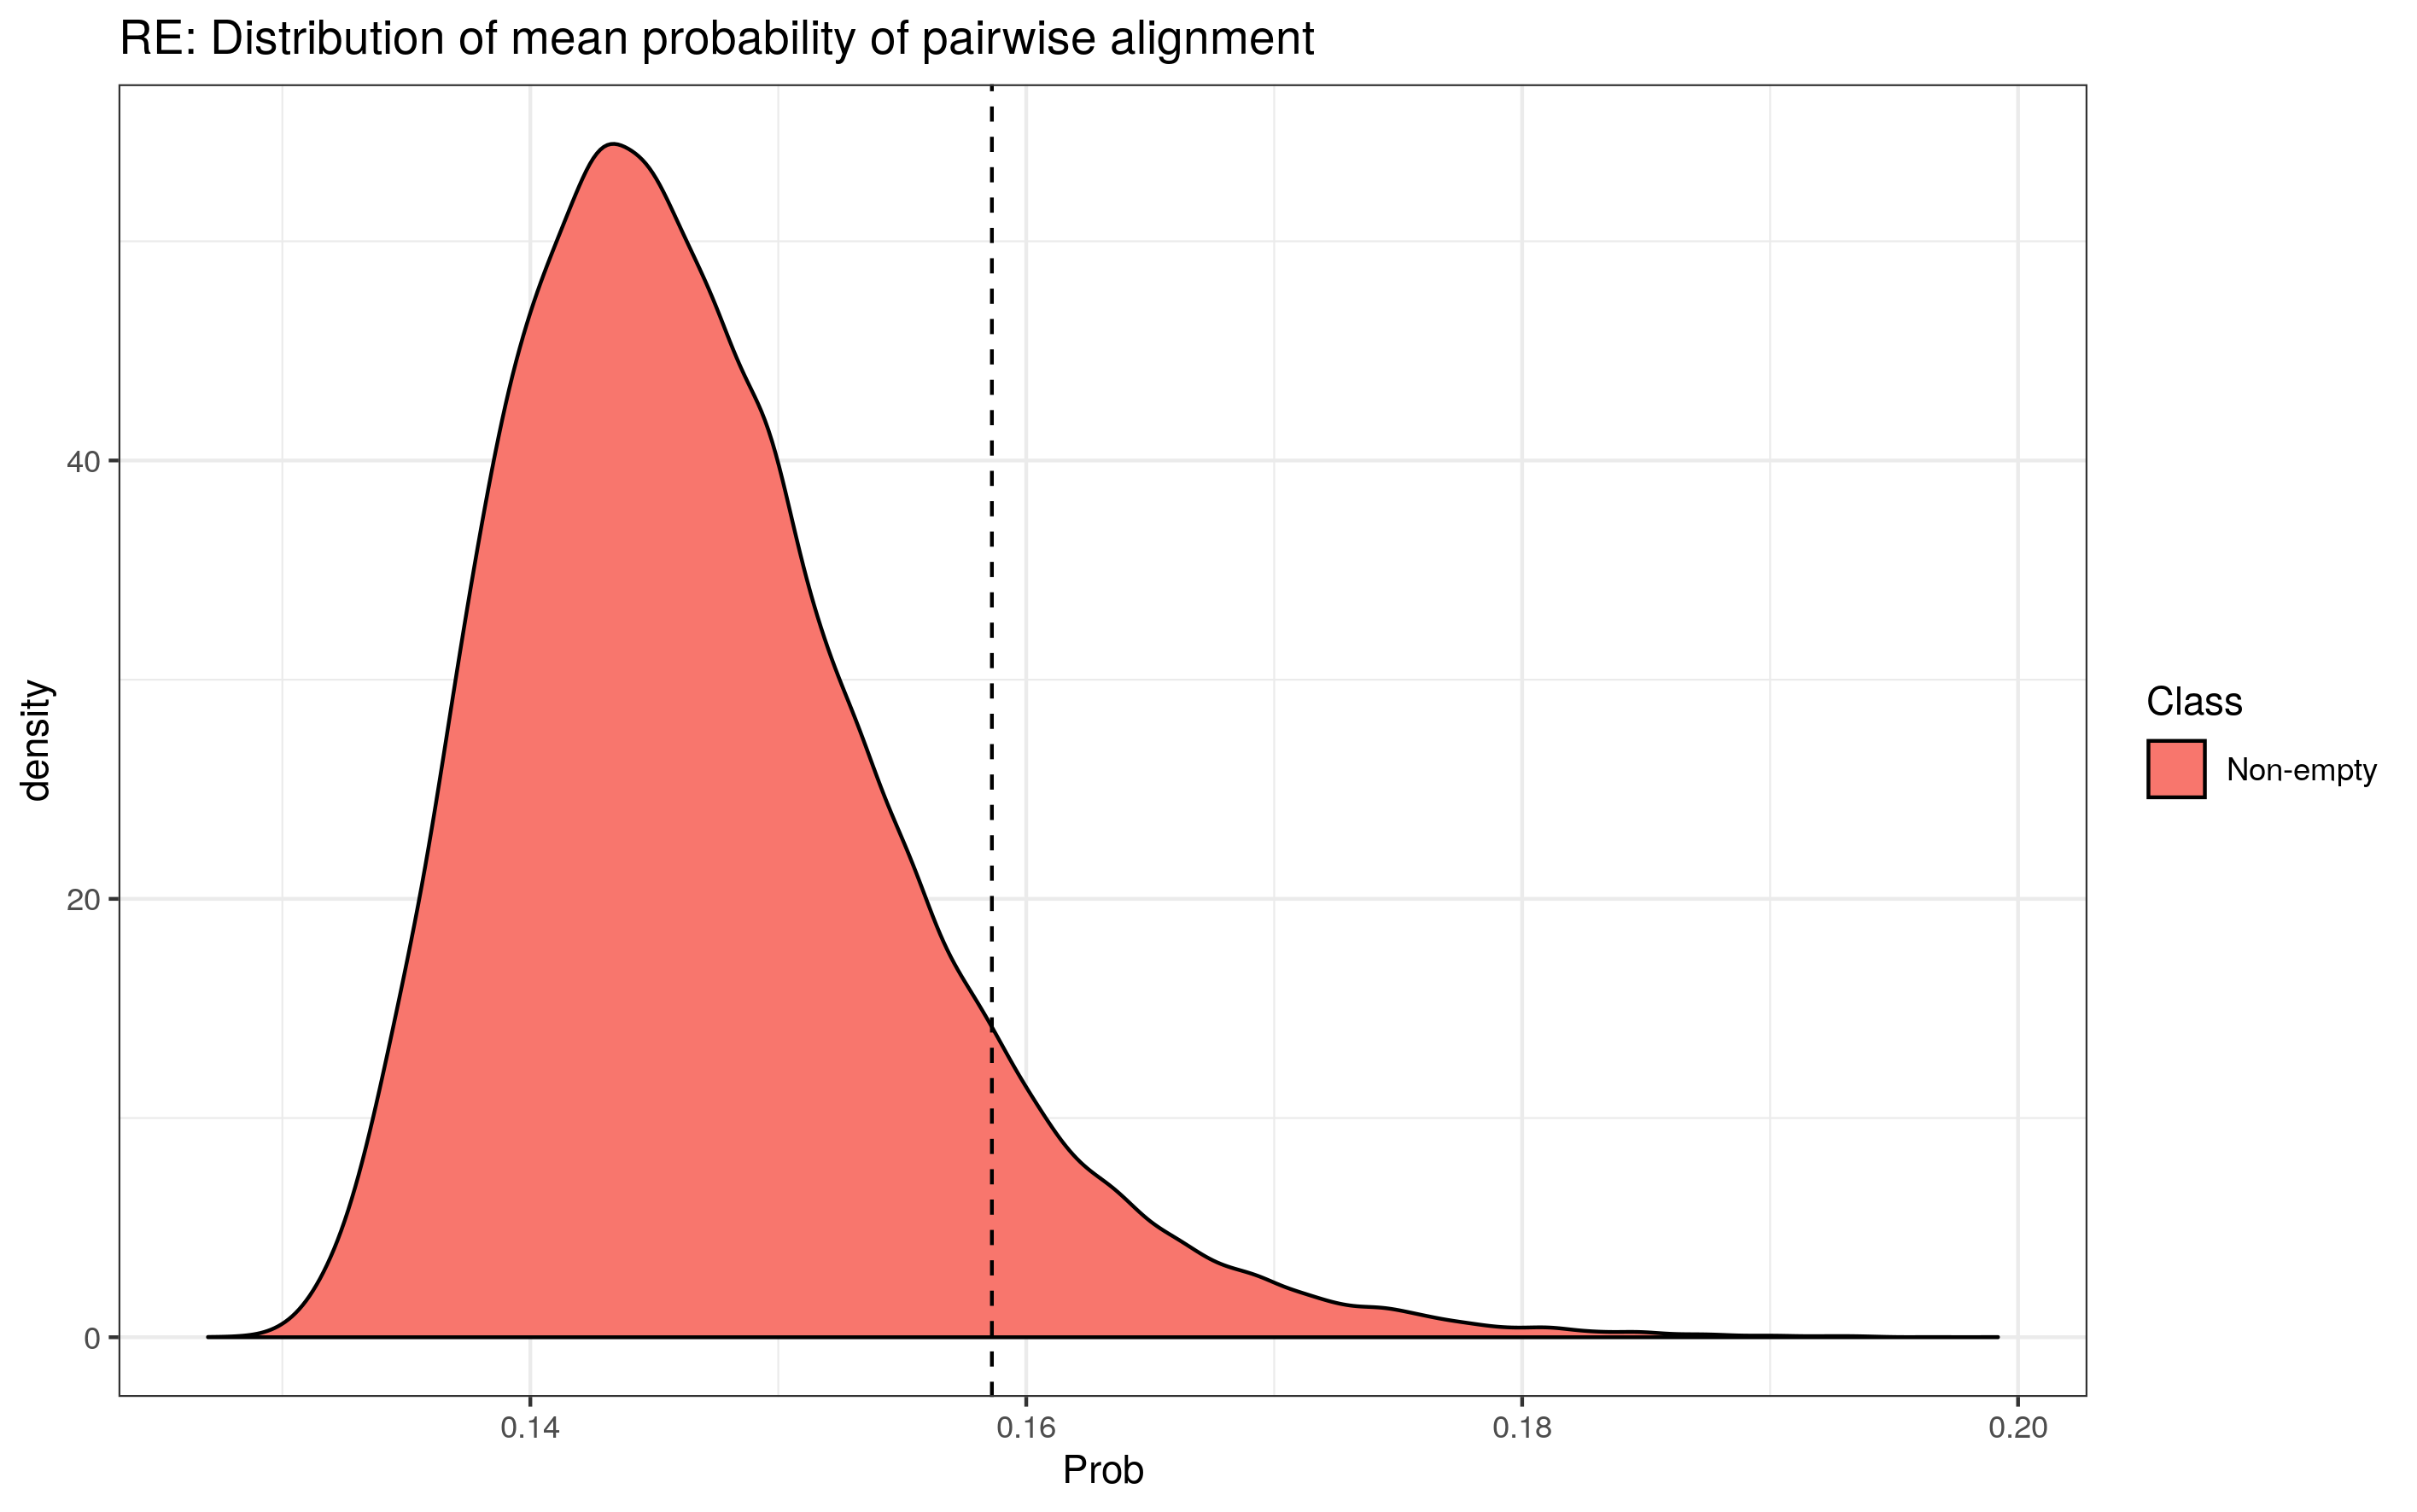 RE: Distribution of mean probability of pairwise alignment
density
40
20
0
0.14
0.16
0.18
0.20
Prob
Class
Non-empty